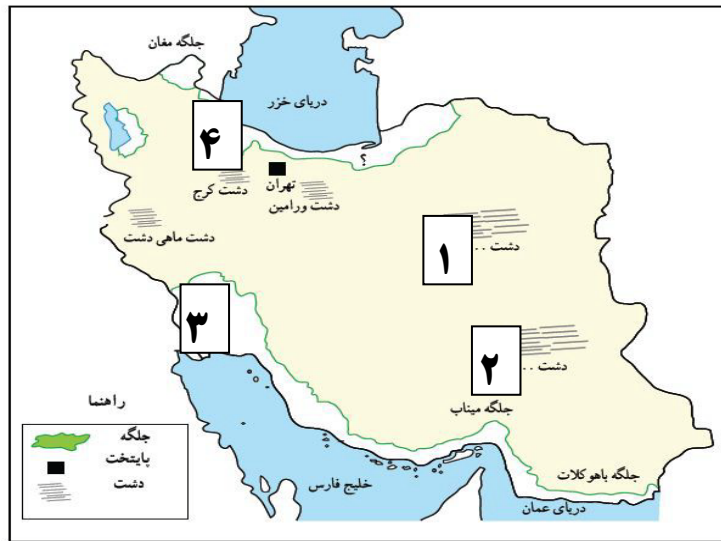 جلگه مغان
دریای خزر
۴
؟
تهران
دشت کرج
دشت ورامین
دشت ماهی دشت
۱
دشت ..
۳
۲
دشت ..
جلگه میناب
راهنما
جلگه
پایتخت
دشت
خلیج فارس
جلگه باهوکلات
دریای عمان